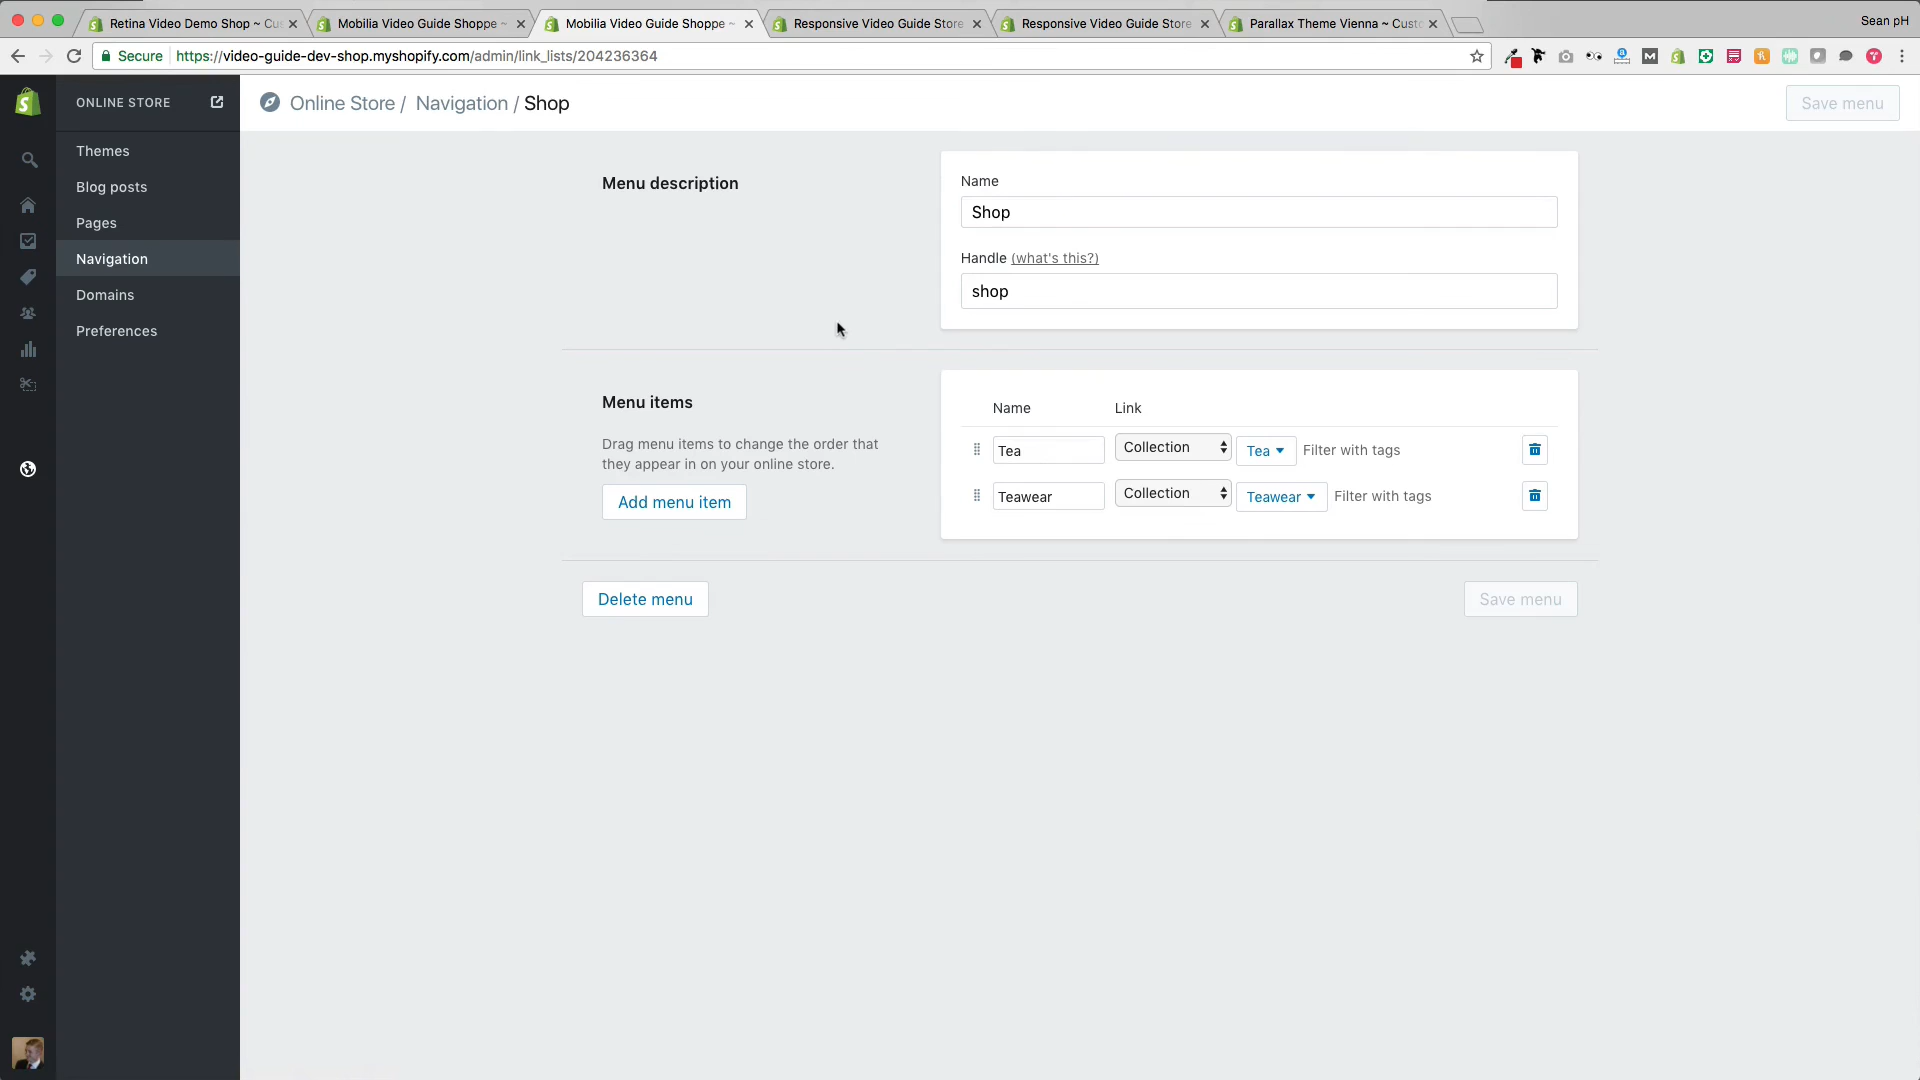 Retina Video Demo Shop ~ Cus
Mobilia Video Guide Shoppe ~
Mobilia Video Guide Shoppe ~
Responsive Video Guide Store
Responsive Video Guide Store
Parallax Theme Vienna ~ Custo
Sean pH
Secure https://video-guide-dev-shop.myshopify.com/admin/link_lists/204236364
ONLINE STORE
Themes
Blog posts
Pages
Navigation
Domains
Preferences
Online Store / Navigation / Shop
Save menu
Menu description
Name
Shop
Handle (what's this?)
shop
Menu items
Drag menu items to change the order that
they appear in on your online store.
Add menu item
Name Link
Tea Collection Tea Filter with tags
Teawear Collection Teawear Filter with tags
Delete menu
Save menu